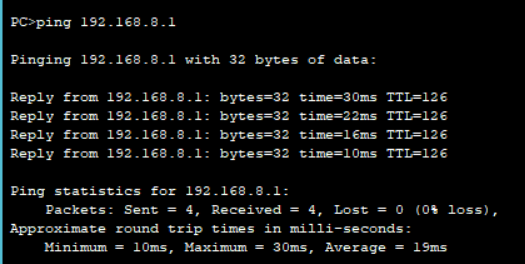 PC>ping 192.168.8.1
Pinging 192.168.8.1 with 32 bytes of data:
Reply from 192.168.8.1: bytes=32 time=30ms TTL=126
Reply from 192.168.8.1: bytes=32 time=22ms TTL=126
Reply from 192.168.8.1: bytes=32 time=16ms TTL=126
Reply from 192.168.8.1: bytes=32 time=10ms TTL=126
Ping statistics for 192.168.8.1:
Packets: Sent = 4, Received = 4, Lost = 0 (0% loss),
Approximate round trip times in milli-seconds:
Minimum = 10ms, Maximum = 30ms, Average = 19ms